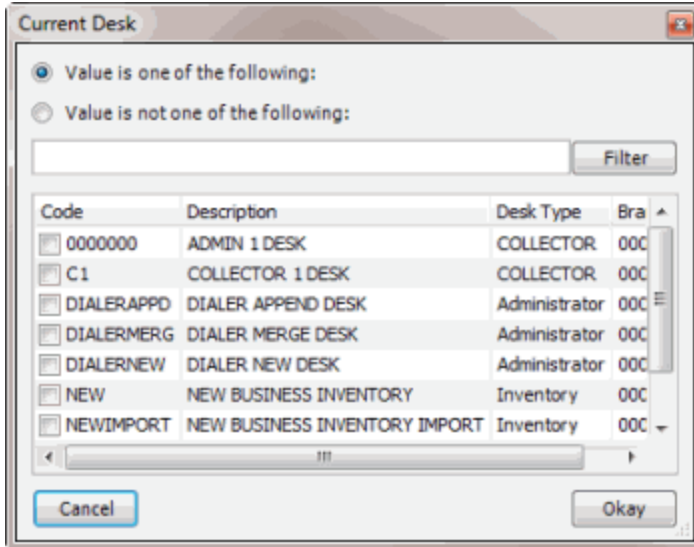 Current Desk
Value is one of the following:
Value is not one of the following:
Filter
Code Description Desk Type Bra
0000000 ADMIN 1 DESK COLLECTOR 000
C1 COLLECTOR 1 DESK COLLECTOR 000
DIALERAPPD DIALER APPEND DESK Administrator 000
DIALERMERG DIALER MERGE DESK Administrator 000
DIALERNEW DIALER NEW DESK Administrator 000
NEW NEW BUSINESS INVENTORY Inventory 000
NEWIMPORT NEW BUSINESS INVENTORY IMPORT Inventory 000
Cancel Okay